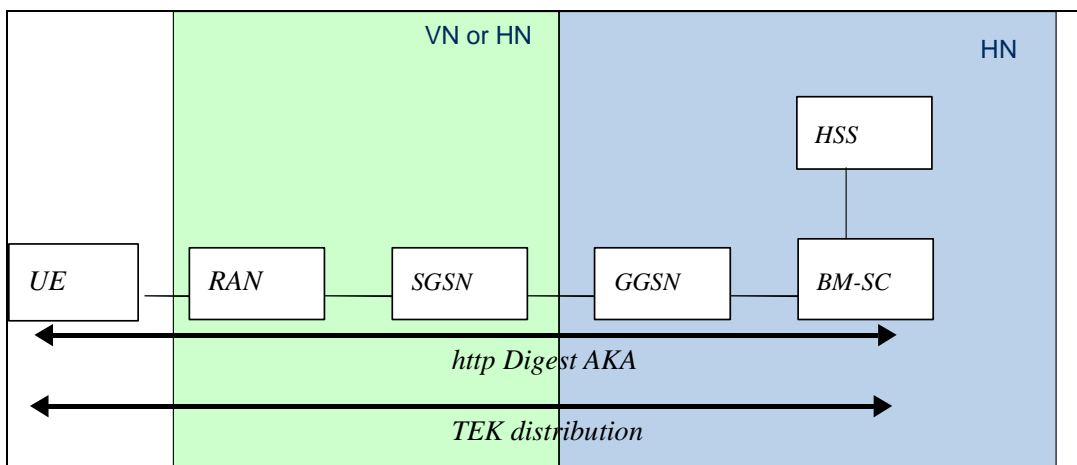 VN or HN
HN
HSS
UE
RAN
SGSN
GGSN
BM-SC
http Digest AKA
TEK distribution